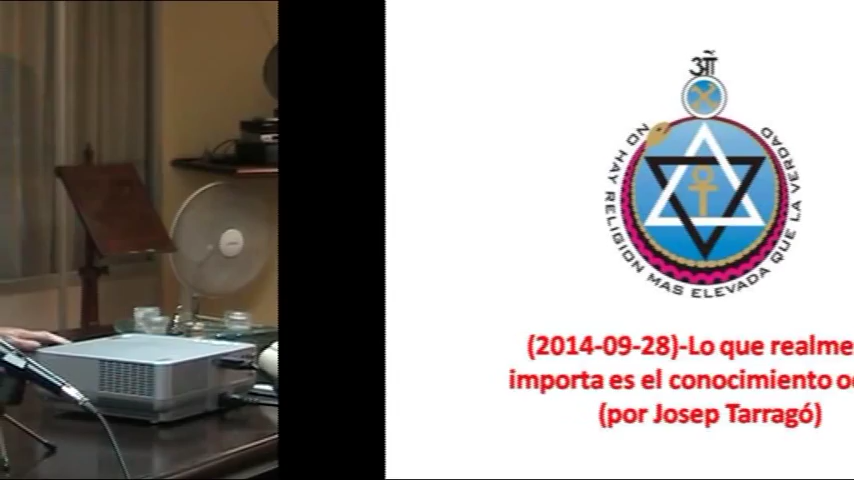 ॐ
NO HAY RELIGION MAS ELEVADA QUE LA VERDAD
(2014-09-28)-Lo que realme
importa es el conocimiento o
(por Josep Tarragó)